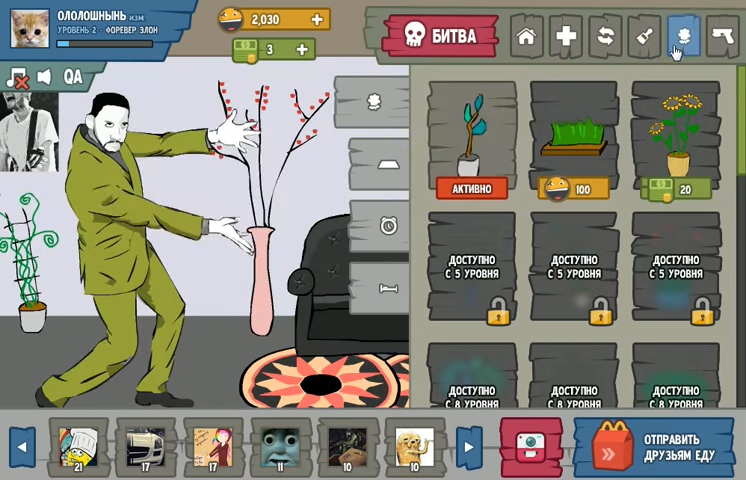 ОЛОЛОШНЫНЬ изм
УРОВЕНЬ 2 - ФОРЕВЕР ЭЛОН
2,030
3
БИТВА
QA
АКТИВНО
100
20
ДОСТУПНО
С 5 УРОВНЯ
ДОСТУПНО
С 5 УРОВНЯ
ДОСТУПНО
С 5 УРОВНЯ
ДОСТУПНО
С 8 УРОВНЯ
ДОСТУПНО
С 8 УРОВНЯ
ДОСТУПНО
С 8 УРОВНЯ
21
17
17
11
10
10
ОТПРАВИТЬ
ДРУЗЬЯМ ЕДУ